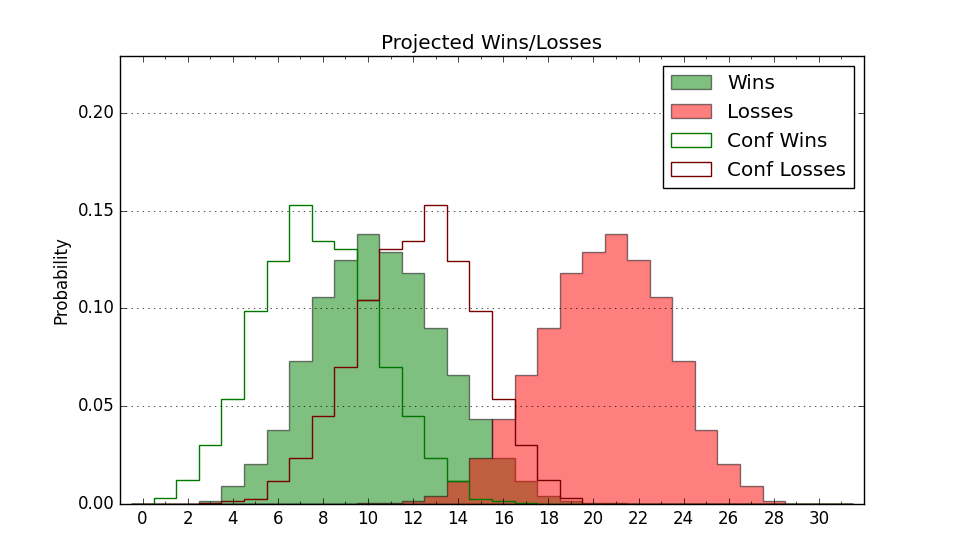 Projected Wins/Losses
Wins
Losses
Conf Wins
Conf Losses
Probability
0.20
0.15
0.10
0.05
0.00
0 2 4 6 8 10 12 14 16 18 20 22 24 26 28 30